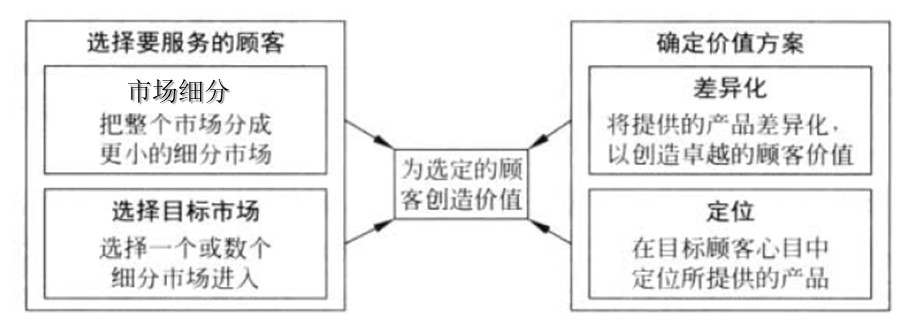 选择要服务的顾客
市场细分
把整个市场分成
更小的细分市场
选择目标市场
选择一个或数个
细分市场进入
为选定的顾
客创造价值
确定价值方案
差异化
将提供的产品差异化，
以创造卓越的顾客价值
定位
在目标顾客心目中
定位所提供的产品